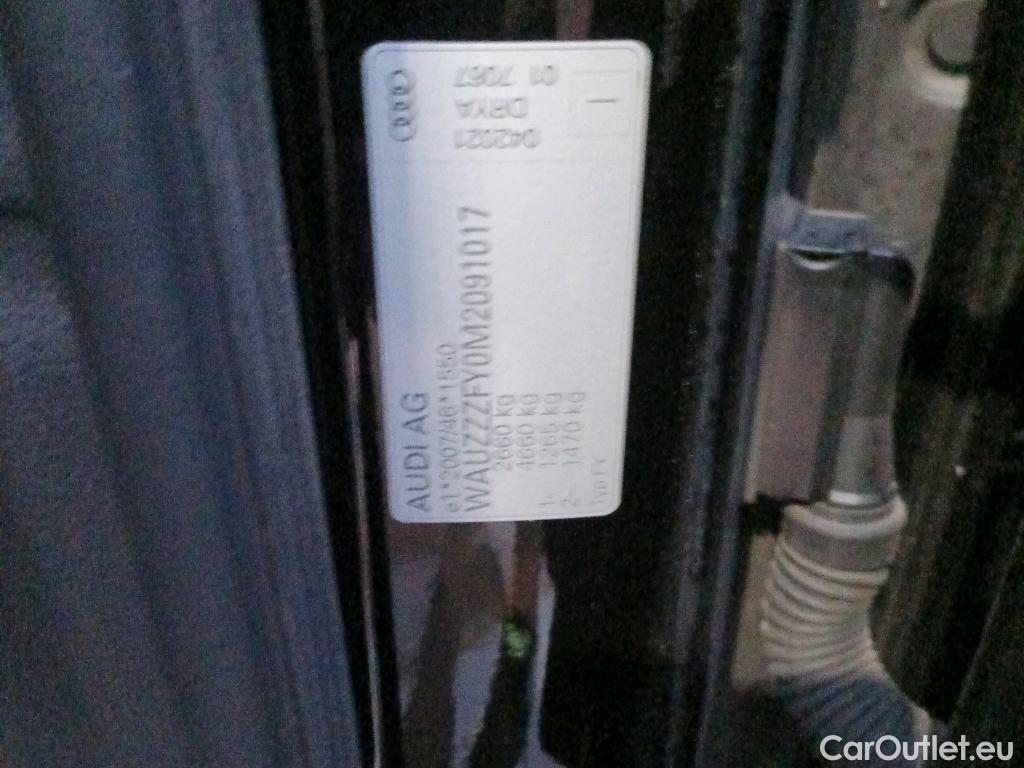 AUDI AG
e1*2007/46*1550
WAUZZZFY0M2091017
2660 kg
4660 kg
1- 1265 kg
2- 1470 kg
Typ FY
042021
DRYA
01 7067
CarOutlet.eu